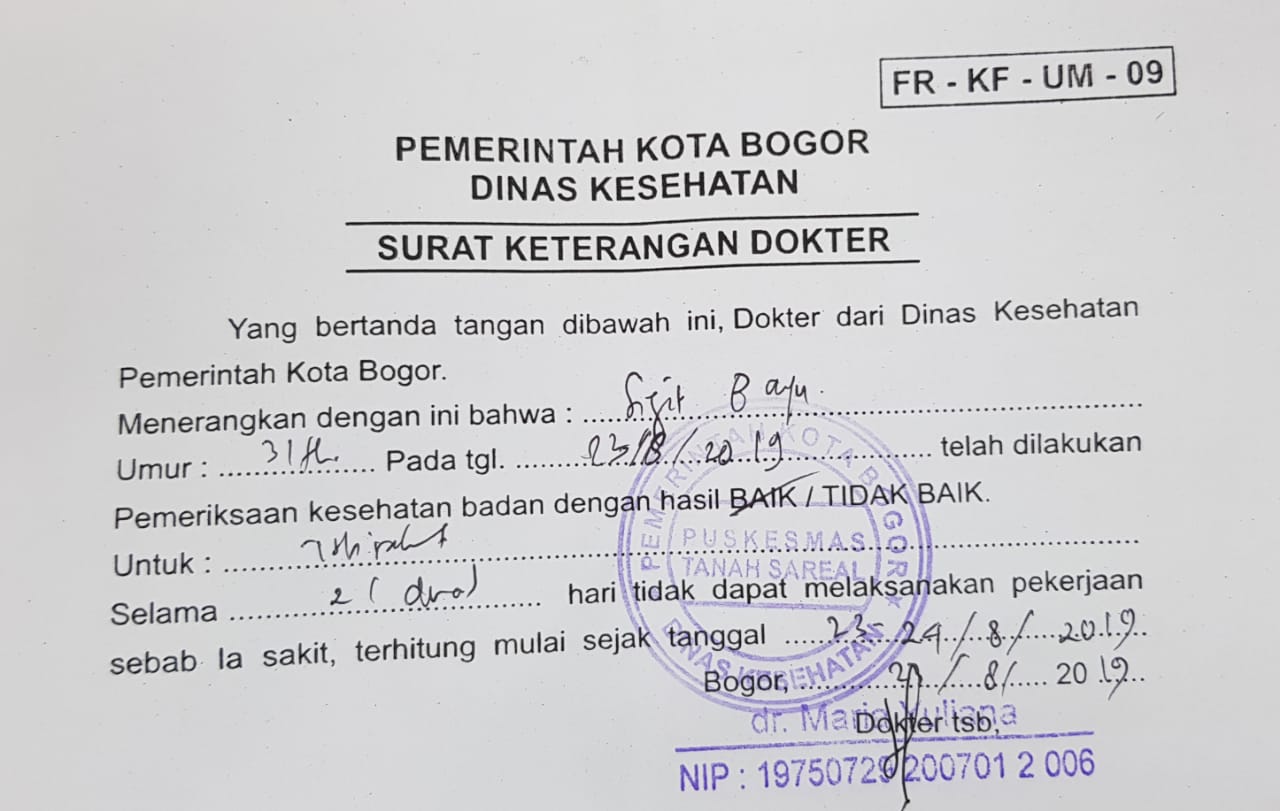 FR - KF - UM - 09
PEMERINTAH KOTA BOGOR
DINAS KESEHATAN
SURAT KETERANGAN DOKTER
Yang bertanda tangan dibawah ini, Dokter dari Dinas Kesehatan
Pemerintah Kota Bogor.
Menerangkan dengan ini bahwa : Sigit Bayu.
Umur : 31 th. Pada tgl. 23/8/2019 telah dilakukan
Pemeriksaan kesehatan badan dengan hasil BAIK / TIDAK BAIK.
Untuk : Istirahat
Selama 2 (dua) hari tidak dapat melaksanakan pekerjaan
sebab Ia sakit, terhitung mulai sejak tanggal 23-24/8/2019
Bogor, /8/ 2019
Dokter tsb,
dr. Maria Yuliana
NIP : 19750729 200701 2 006
PEMERINTAH KOTA BOGOR
PUSKESMAS
TANAH SAREAL
DINAS KESEHATAN